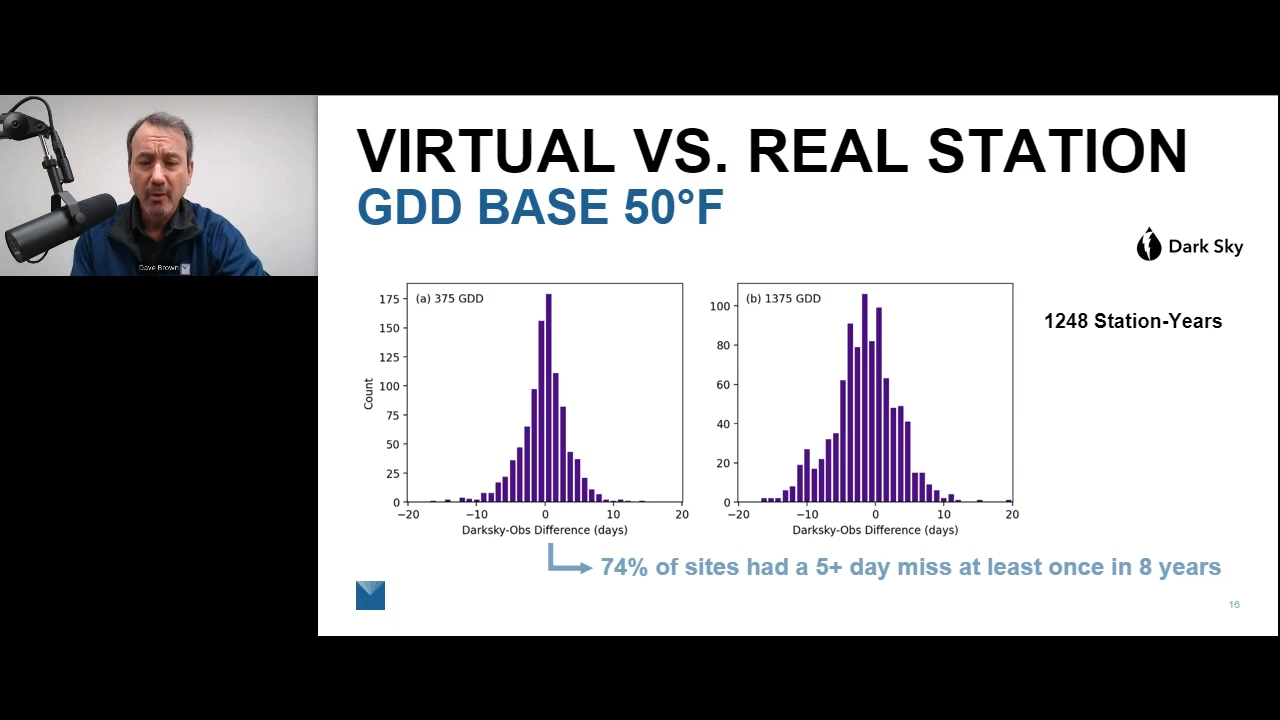 VIRTUAL VS. REAL STATION
GDD BASE 50°F
Dark Sky
Dave Brown
(a) 375 GDD
175
150
125
100
75
50
25
0
Count
−20 −10 0 10 20
Darksky-Obs Difference (days)
(b) 1375 GDD
100
80
60
40
20
0
−20 −10 0 10 20
Darksky-Obs Difference (days)
1248 Station-Years
74% of sites had a 5+ day miss at least once in 8 years
16